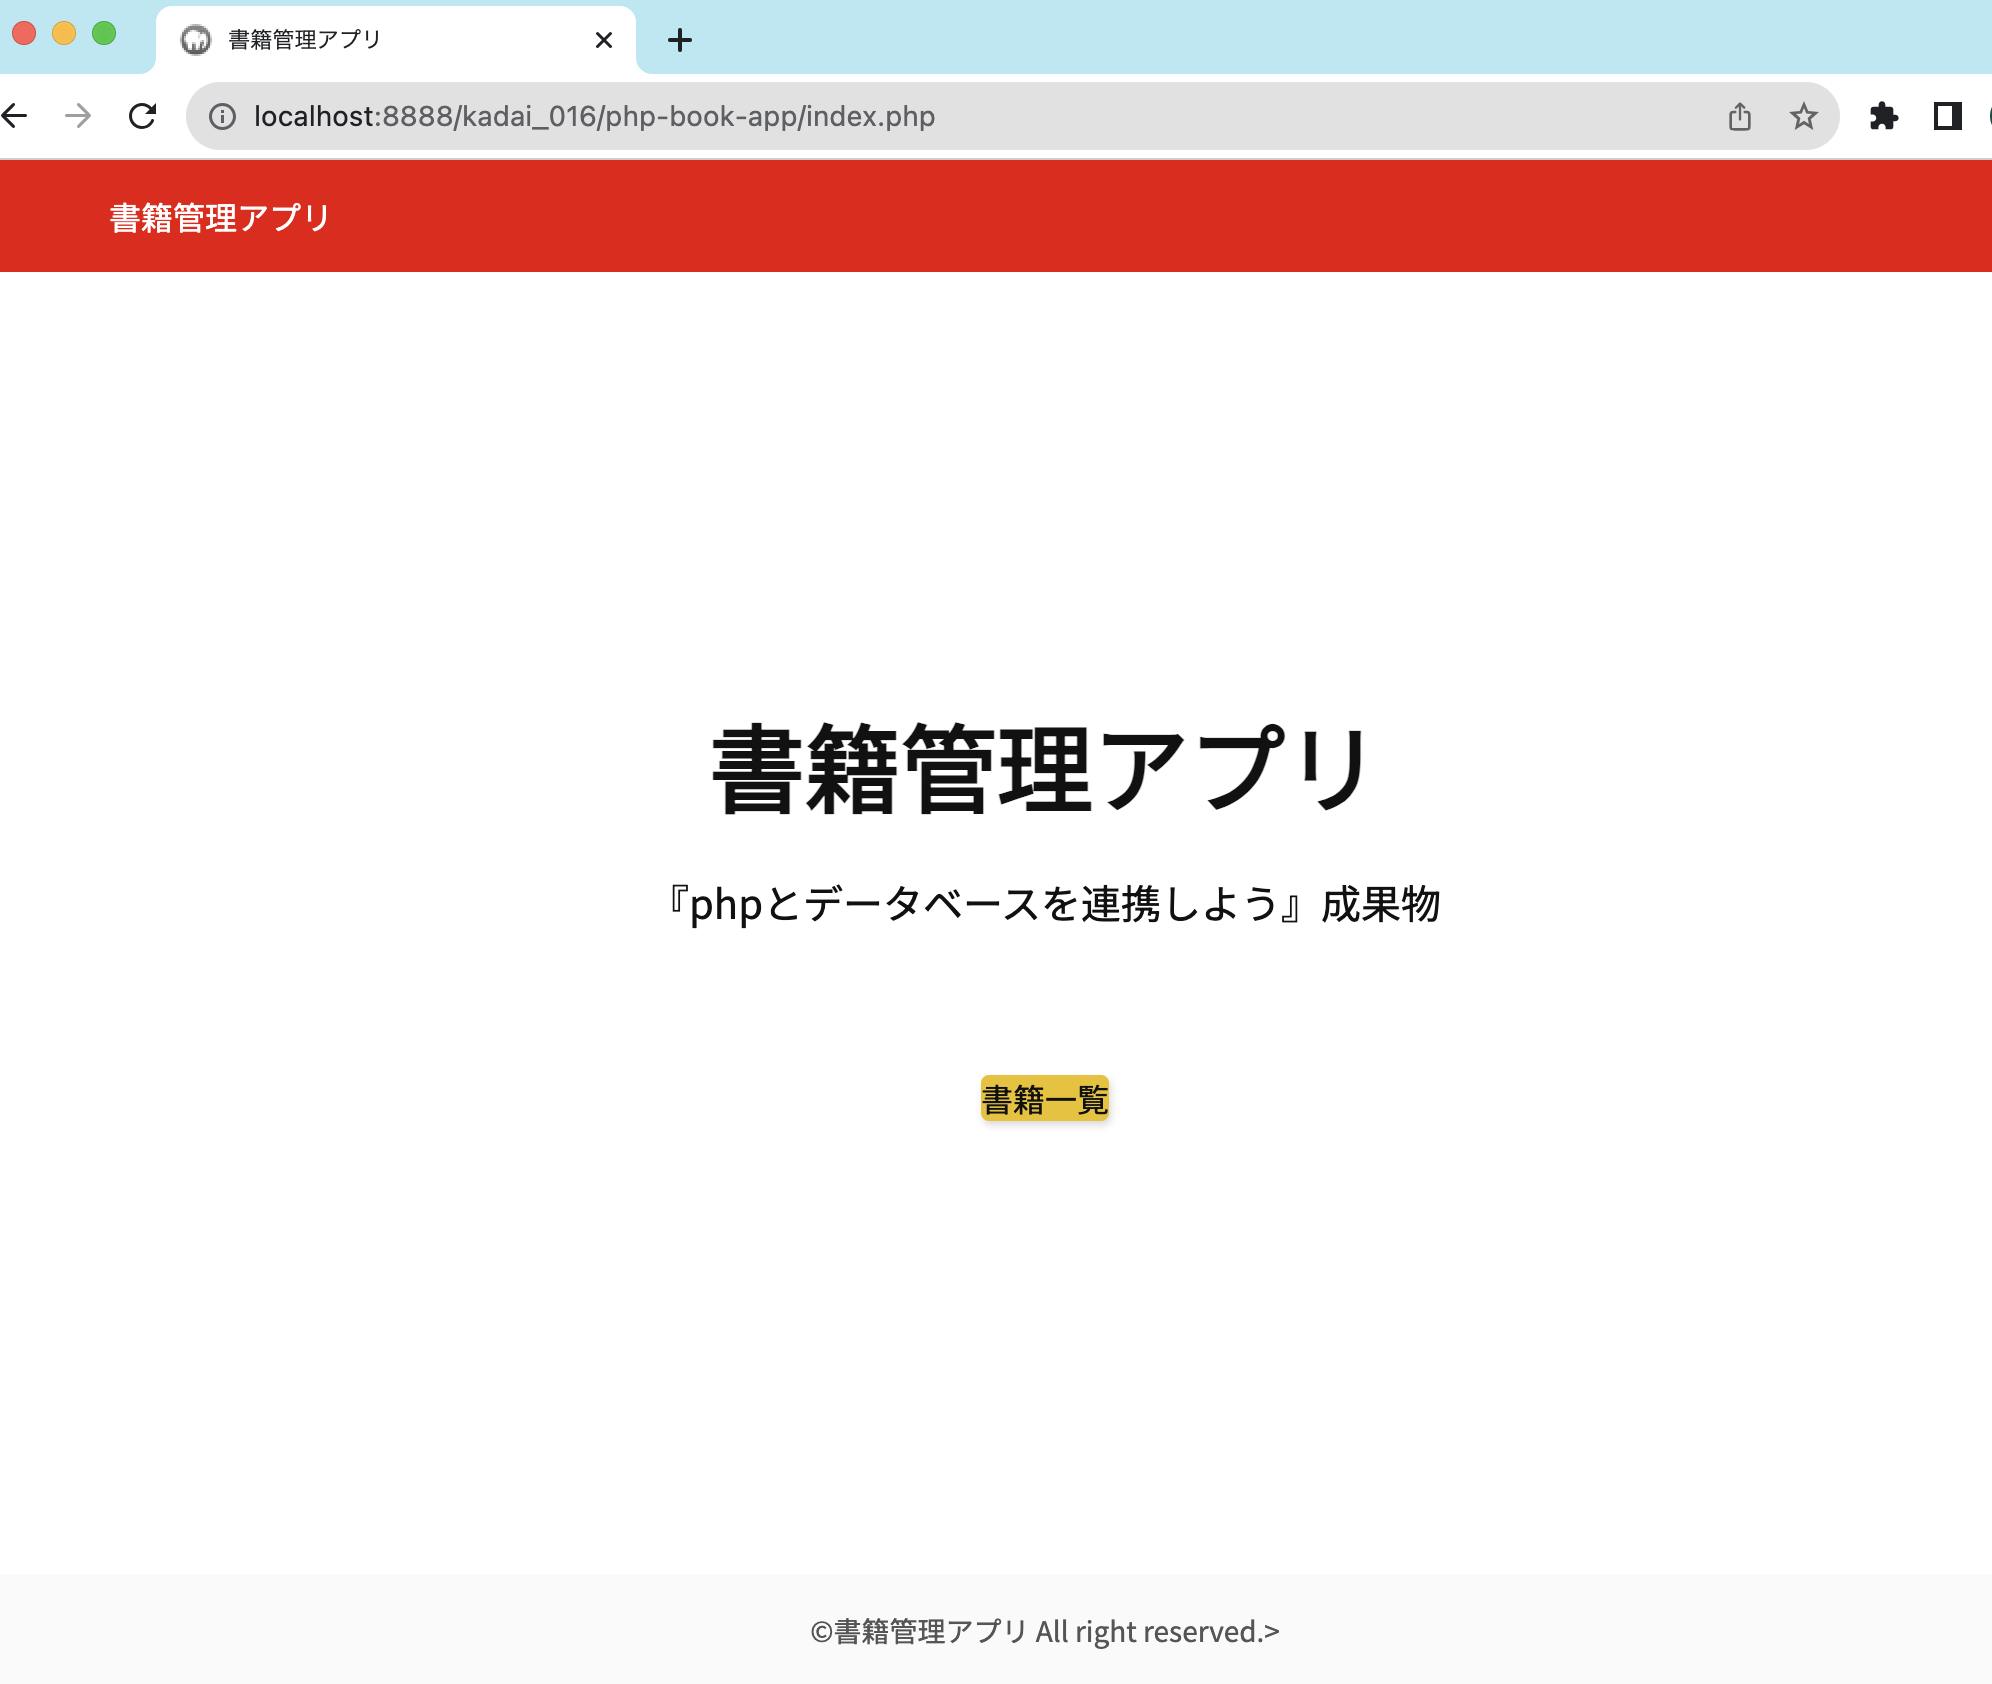 書籍管理アプリ
localhost:8888/kadai_016/php-book-app/index.php
書籍管理アプリ
書籍管理アプリ
『phpとデータベースを連携しよう』成果物
書籍一覧
©書籍管理アプリ All right reserved.>